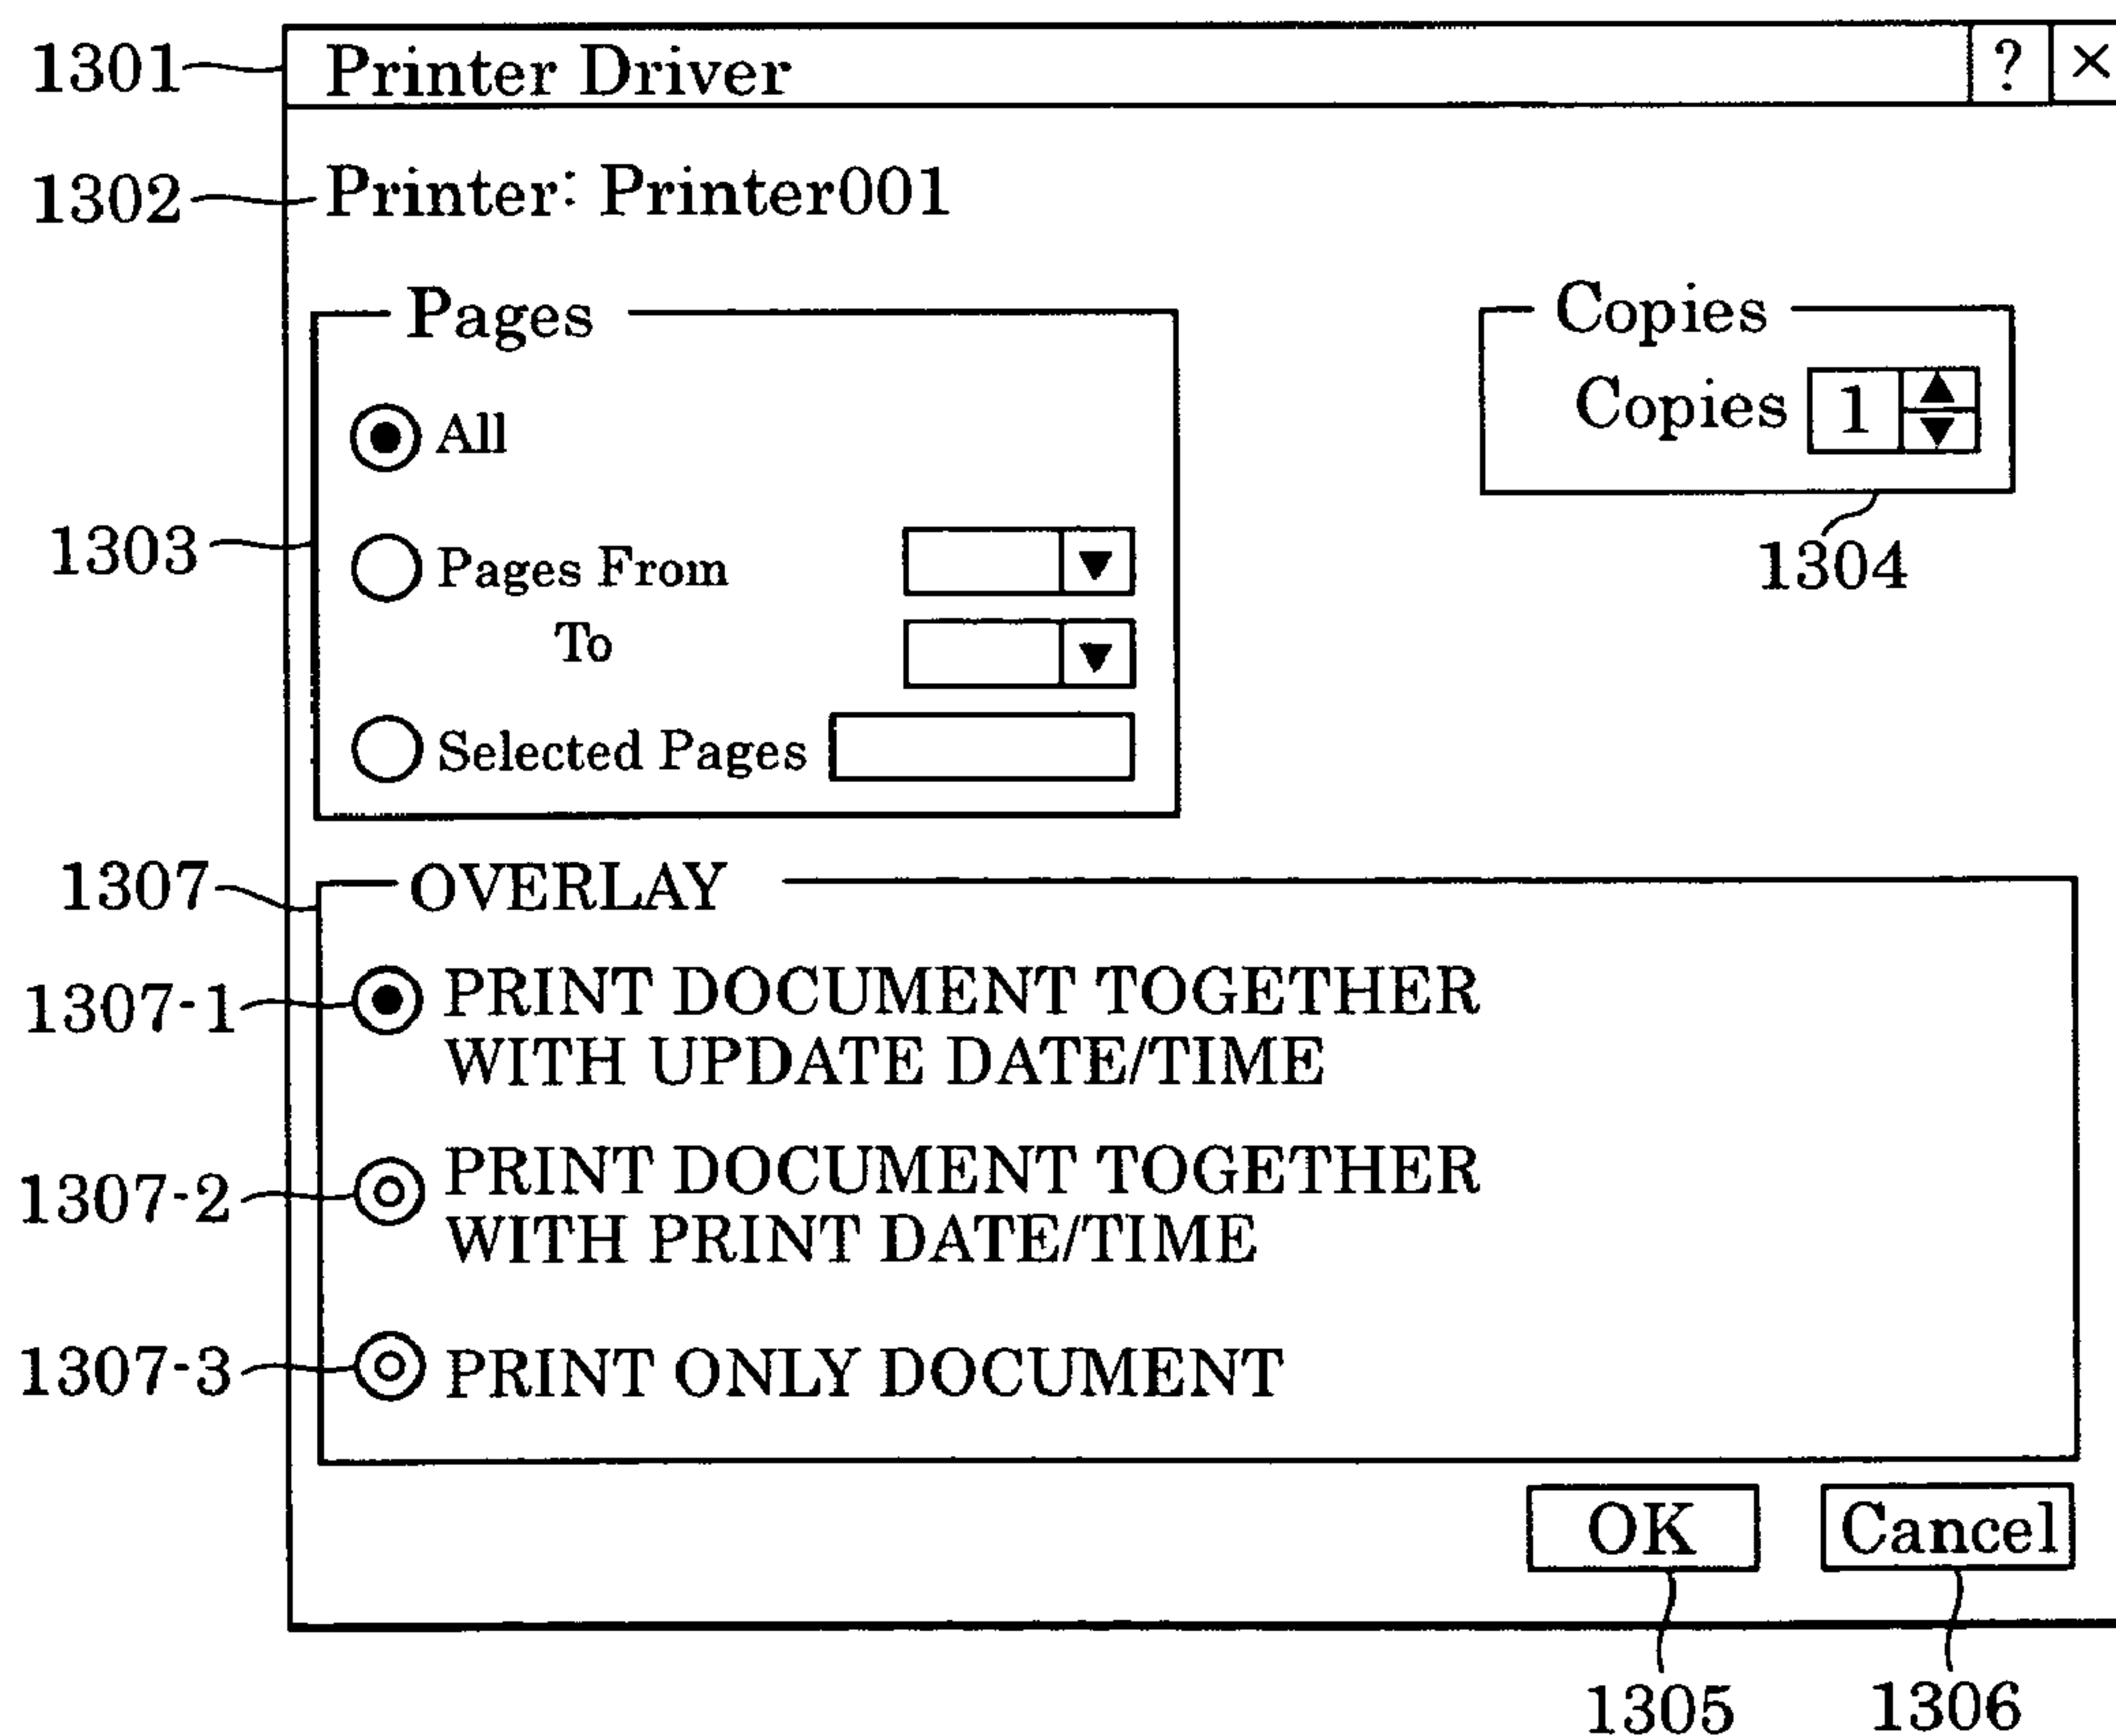 1301 Printer Driver ? ×
1302 Printer: Printer001
Pages
Copies
All
Copies 1
1303
Pages From
1304
To
Selected Pages
1307 OVERLAY
1307-1 PRINT DOCUMENT TOGETHER
WITH UPDATE DATE/TIME
1307-2 PRINT DOCUMENT TOGETHER
WITH PRINT DATE/TIME
1307-3 PRINT ONLY DOCUMENT
OK Cancel
1305 1306